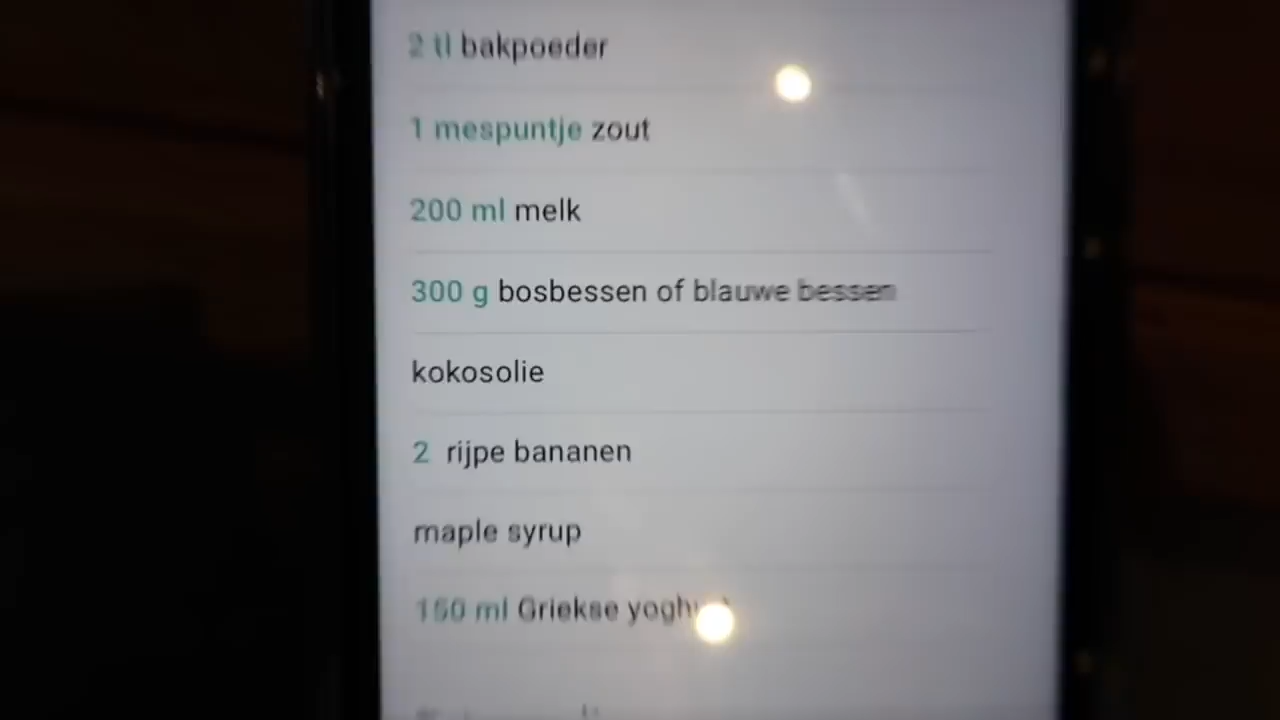 2 tl bakpoeder
1 mespuntje zout
200 ml melk
300 g bosbessen of blauwe bessen
kokosolie
2 rijpe bananen
maple syrup
150 ml Griekse